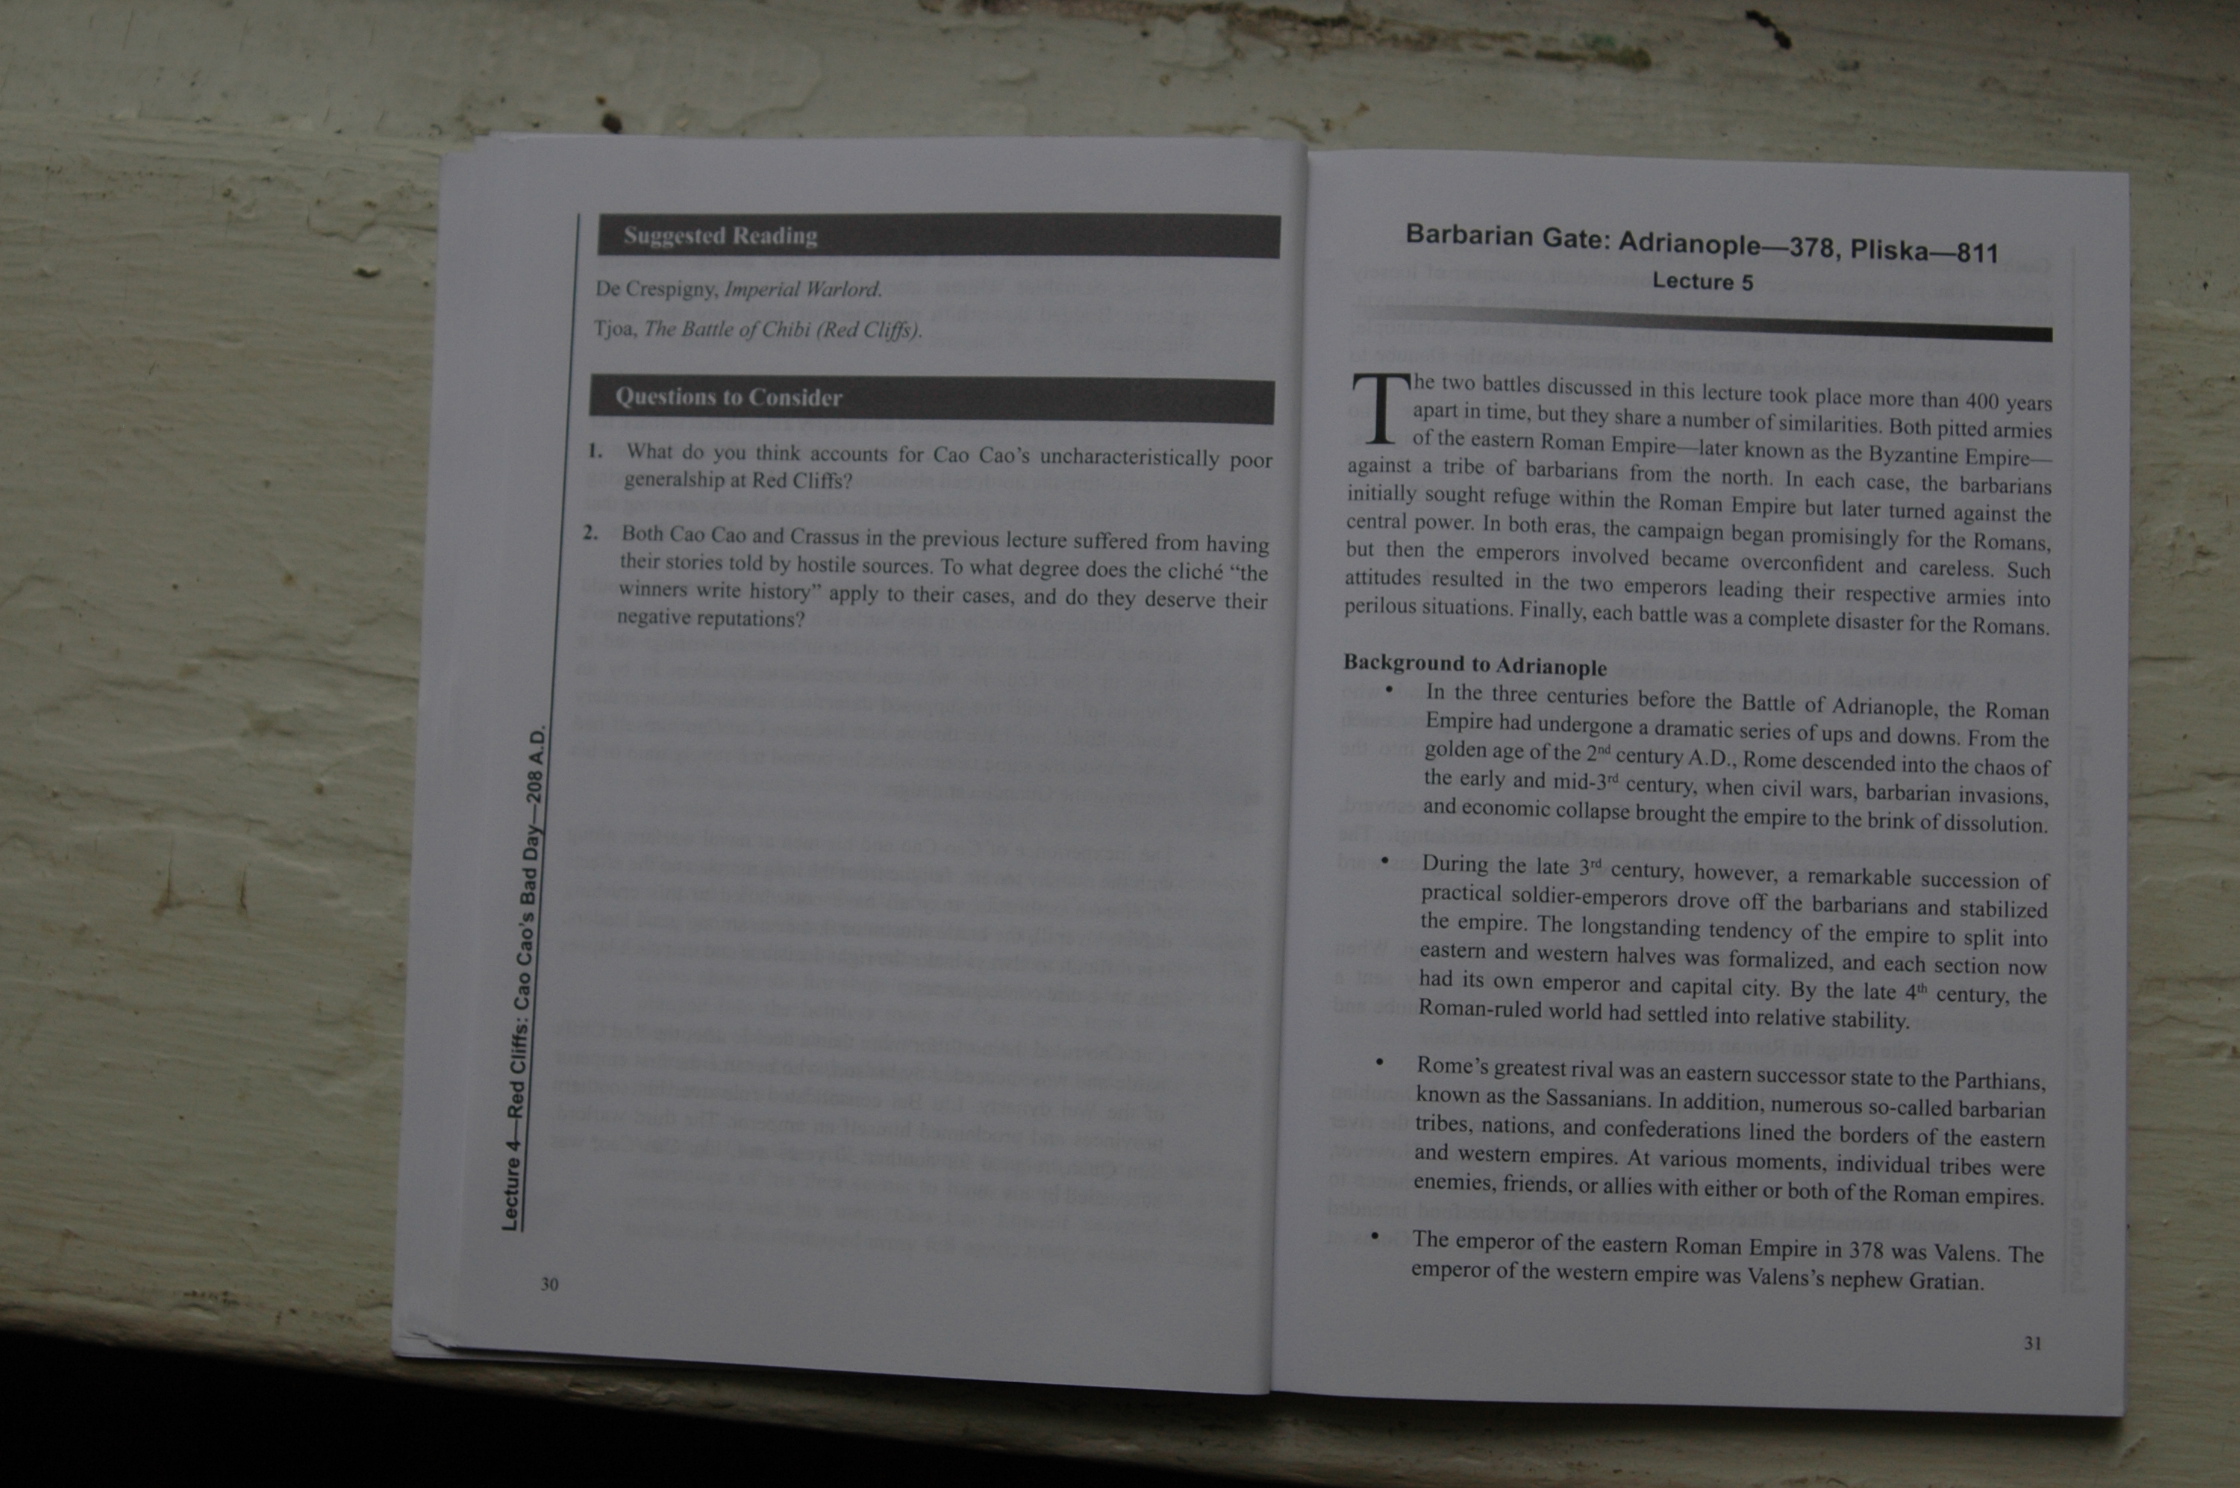 Suggested Reading
De Crespigny, Imperial Warlord.
Tjoa, The Battle of Chibi (Red Cliffs).
Questions to Consider
1. What do you think accounts for Cao Cao's uncharacteristically poor
generalship at Red Cliffs?
2. Both Cao Cao and Crassus in the previous lecture suffered from having
their stories told by hostile sources. To what degree does the cliché “the
winners write history” apply to their cases, and do they deserve their
negative reputations?
Lecture 4—Red Cliffs: Cao Cao's Bad Day—208 A.D.
30
Barbarian Gate: Adrianople—378, Pliska—811
Lecture 5
The two battles discussed in this lecture took place more than 400 years
apart in time, but they share a number of similarities. Both pitted armies
of the eastern Roman Empire—later known as the Byzantine Empire—
against a tribe of barbarians from the north. In each case, the barbarians
initially sought refuge within the Roman Empire but later turned against the
central power. In both eras, the campaign began promisingly for the Romans,
but then the emperors involved became overconfident and careless. Such
attitudes resulted in the two emperors leading their respective armies into
perilous situations. Finally, each battle was a complete disaster for the Romans.
Background to Adrianople
• In the three centuries before the Battle of Adrianople, the Roman
Empire had undergone a dramatic series of ups and downs. From the
golden age of the 2nd century A.D., Rome descended into the chaos of
the early and mid-3rd century, when civil wars, barbarian invasions,
and economic collapse brought the empire to the brink of dissolution.
• During the late 3rd century, however, a remarkable succession of
practical soldier-emperors drove off the barbarians and stabilized
the empire. The longstanding tendency of the empire to split into
eastern and western halves was formalized, and each section now
had its own emperor and capital city. By the late 4th century, the
Roman-ruled world had settled into relative stability.
• Rome's greatest rival was an eastern successor state to the Parthians,
known as the Sassanians. In addition, numerous so-called barbarian
tribes, nations, and confederations lined the borders of the eastern
and western empires. At various moments, individual tribes were
enemies, friends, or allies with either or both of the Roman empires.
• The emperor of the eastern Roman Empire in 378 was Valens. The
emperor of the western empire was Valens's nephew Gratian.
31